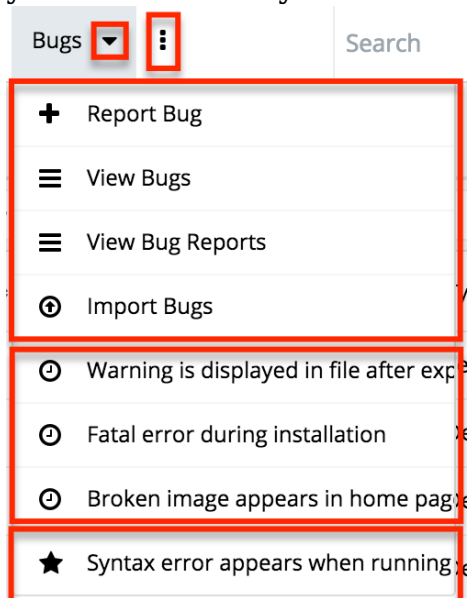 Bugs
Search
Report Bug
View Bugs
View Bug Reports
Import Bugs
Warning is displayed in file after exp
Fatal error during installation
Broken image appears in home pag
Syntax error appears when running